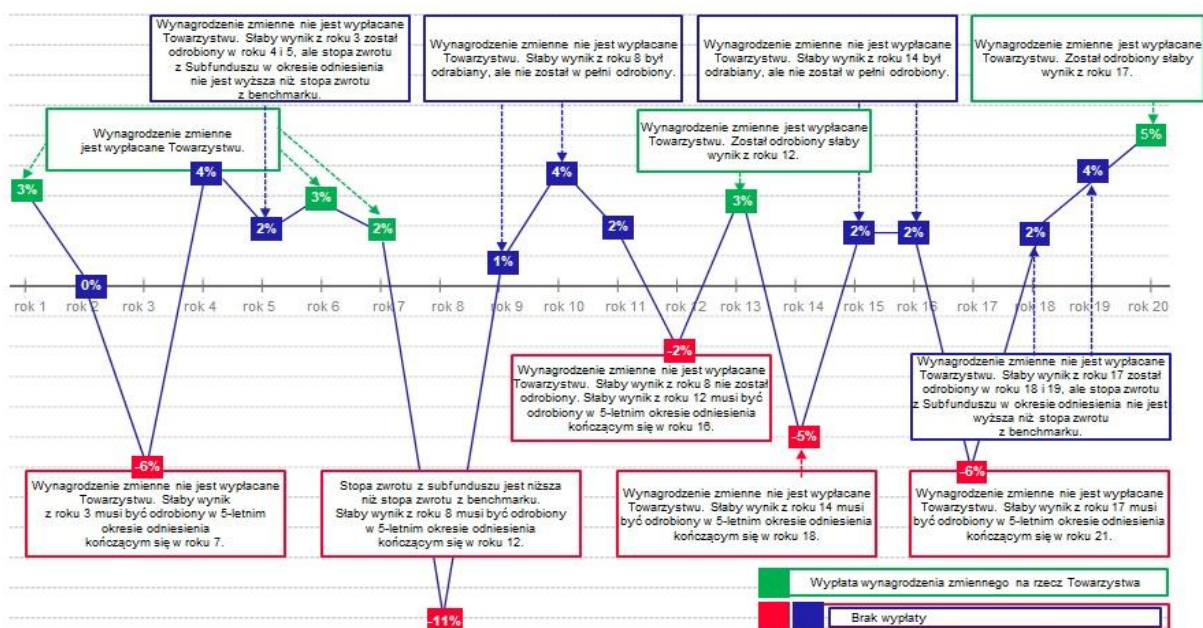 Wynagrodzenie zmienne nie jest wypłacane
Towarzystwu. Słaby wynik z roku 3 został
odrobiony w roku 4 i 5, ale stopa zwrotu
z Subfunduszu w okresie odniesienia
nie jest wyższa niż stopa zwrotu
z benchmarku.
Wynagrodzenie zmienne nie jest wypłacane
Towarzystwu. Słaby wynik z roku 8 był
odrabiany, ale nie został w pełni odrobiony.
Wynagrodzenie zmienne nie jest wypłacane
Towarzystwu. Słaby wynik z roku 14 był
odrabiany, ale nie został w pełni odrobiony.
Wynagrodzenie zmienne jest wypłacane
Towarzystwu. Został odrobiony słaby
wynik z roku 17.
Wynagrodzenie zmienne
jest wypłacane Towarzystwu.
Wynagrodzenie zmienne jest wypłacane
Towarzystwu. Został odrobiony słaby
wynik z roku 12.
3%
0%
-6%
4%
2%
3%
2%
-11%
1%
4%
2%
-2%
3%
-5%
2%
2%
-6%
2%
4%
5%
rok 1
rok 2
rok 3
rok 4
rok 5
rok 6
rok 7
rok 8
rok 9
rok 10
rok 11
rok 12
rok 13
rok 14
rok 15
rok 16
rok 17
rok 18
rok 19
rok 20
Wynagrodzenie zmienne nie jest wypłacane
Towarzystwu. Słaby wynik z roku 8 nie został
odrobiony. Słaby wynik z roku 12 musi być
odrobiony w 5-letnim okresie odniesienia
kończącym się w roku 16.
Wynagrodzenie zmienne nie jest wypłacane
Towarzystwu. Słaby wynik z roku 17 został
odrobiony w roku 18 i 19, ale stopa zwrotu
z Subfunduszu w okresie odniesienia nie jest
wyższa niż stopa zwrotu
z benchmarku.
Wynagrodzenie zmienne nie jest wypłacane
Towarzystwu. Słaby wynik
z roku 3 musi być odrobiony w 5-letnim
okresie odniesienia
kończącym się w roku 7.
Stopa zwrotu z subfunduszu jest niższa
niż stopa zwrotu z benchmarku.
Słaby wynik z roku 8 musi być odrobiony
w 5-letnim okresie odniesienia
kończącym się w roku 12.
Wynagrodzenie zmienne nie jest wypłacane
Towarzystwu. Słaby wynik z roku 14 musi
być odrobiony w 5-letnim okresie odniesienia
kończącym się w roku 18.
Wynagrodzenie zmienne nie jest wypłacane
Towarzystwu. Słaby wynik z roku 17 musi
być odrobiony w 5-letnim okresie odniesienia
kończącym się w roku 21.
Wypłata wynagrodzenia zmiennego na rzecz Towarzystwa
Brak wypłaty